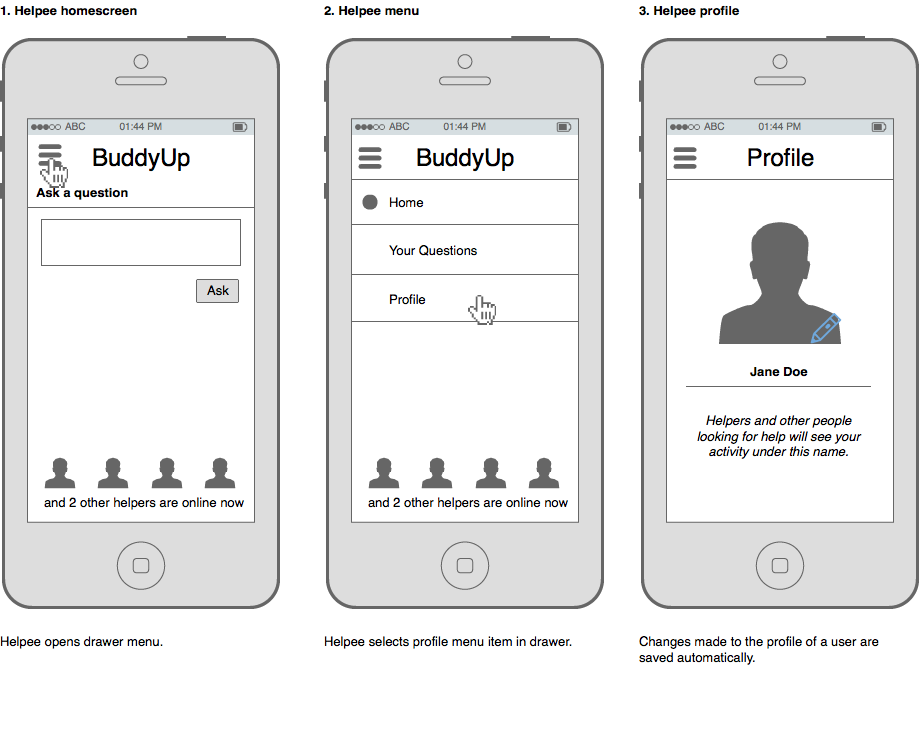 1. Helpee homescreen
2. Helpee menu
3. Helpee profile
ABC 01:44 PM
BuddyUp
Ask a question
Ask
and 2 other helpers are online now
ABC 01:44 PM
BuddyUp
Home
Your Questions
Profile
and 2 other helpers are online now
ABC 01:44 PM
Profile
Jane Doe
Helpers and other people
looking for help will see your
activity under this name.
Helpee opens drawer menu.
Helpee selects profile menu item in drawer.
Changes made to the profile of a user are
saved automatically.